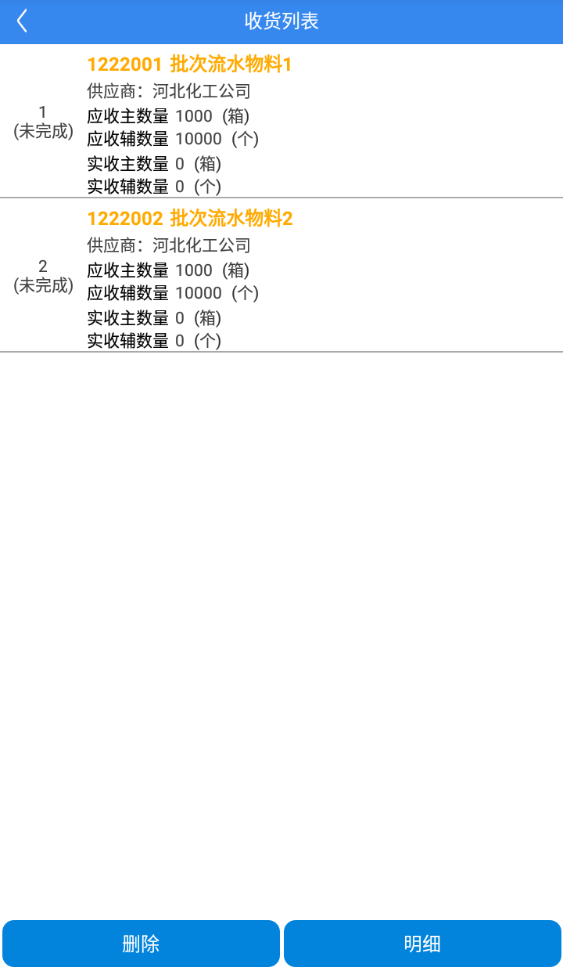 收货列表
1222001 批次流水物料1
供应商：河北化工公司
1
(未完成)
应收主数量 1000 (箱)
应收辅数量 10000 (个)
实收主数量 0 (箱)
实收辅数量 0 (个)
1222002 批次流水物料2
供应商：河北化工公司
2
(未完成)
应收主数量 1000 (箱)
应收辅数量 10000 (个)
实收主数量 0 (箱)
实收辅数量 0 (个)
删除
明细